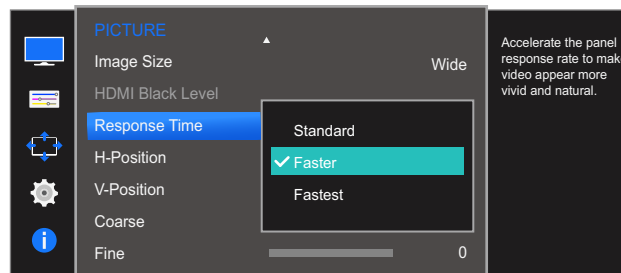 PICTURE
Image Size Wide
HDMI Black Level
Response Time
Standard
H-Position
Faster
V-Position
Fastest
Coarse
Fine 0
Accelerate the panel
response rate to mak
video appear more
vivid and natural.